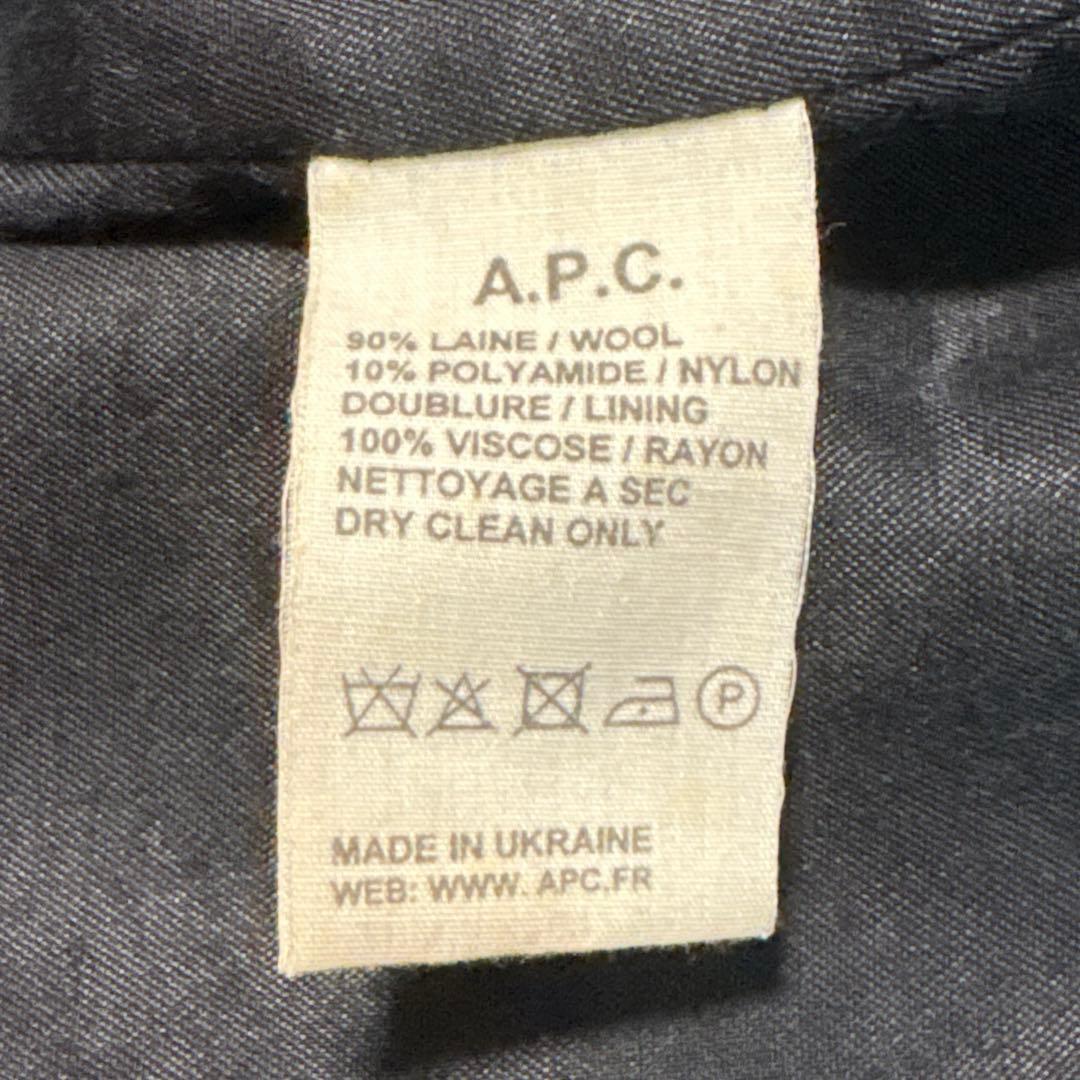 A.P.C.
90% LAINE / WOOL
10% POLYAMIDE / NYLON
DOUBLURE / LINING
100% VISCOSE / RAYON
NETTOYAGE A SEC
DRY CLEAN ONLY
P
MADE IN UKRAINE
WEB: WWW. APC.FR